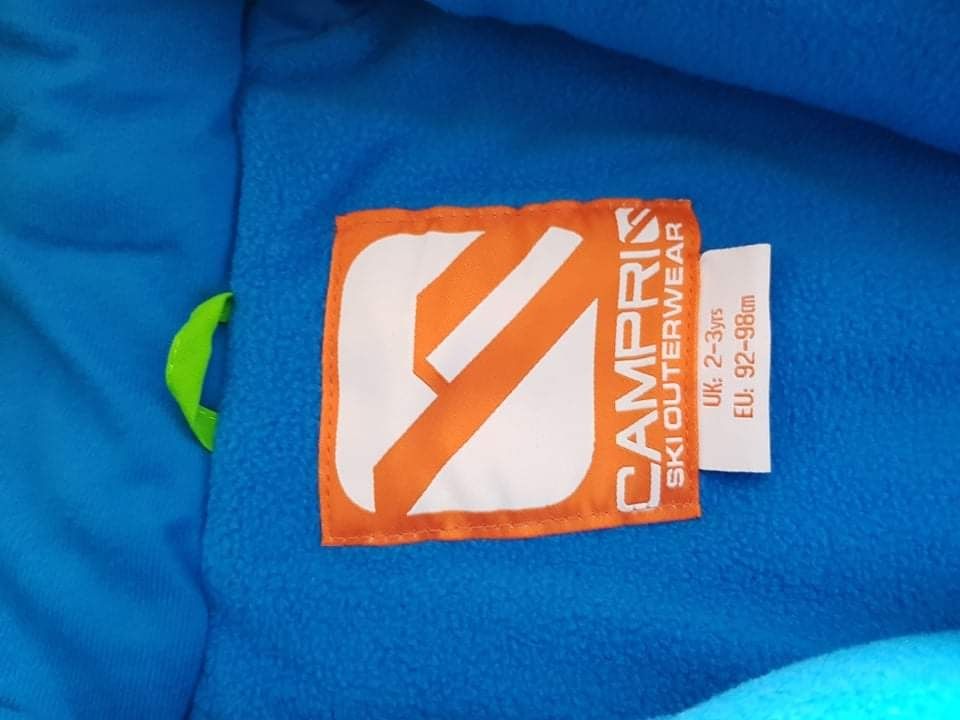 CAMPRI
SKI OUTERWEAR
UK: 2-3yrs
EU: 92-98cm